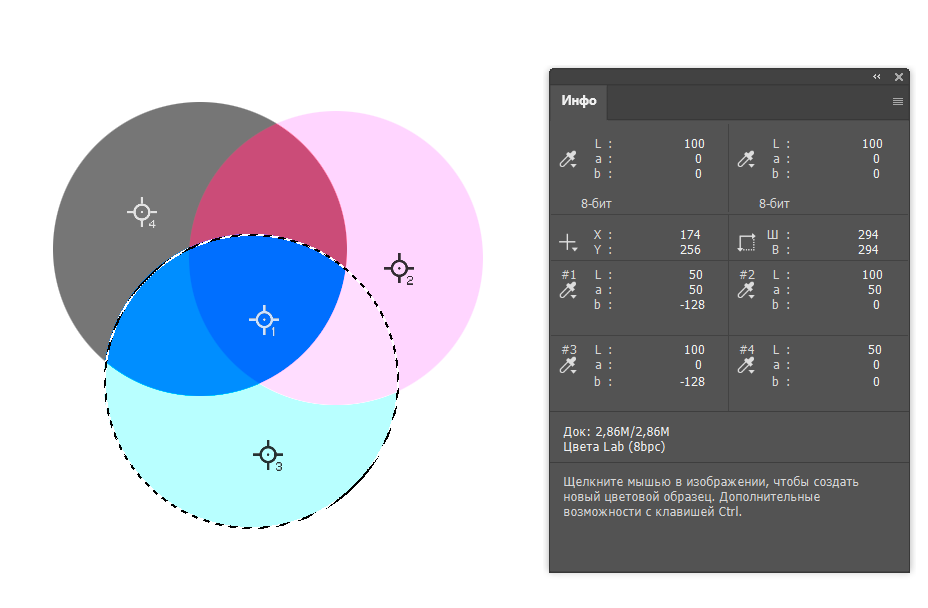 4
2
1
3
Инфо
L : 100 L : 100
a : 0 a : 0
b : 0 b : 0
8-бит 8-бит
X : 174 Ш : 294
Y : 256 В : 294
#1 L : 50 #2 L : 100
a : 50 a : 50
b : -128 b : 0
#3 L : 100 #4 L : 50
a : 0 a : 0
b : -128 b : 0
Док: 2,86M/2,86M
Цвета Lab (8bpc)
Щелкните мышью в изображении, чтобы создать
новый цветовой образец. Дополнительные
возможности с клавишей Ctrl.